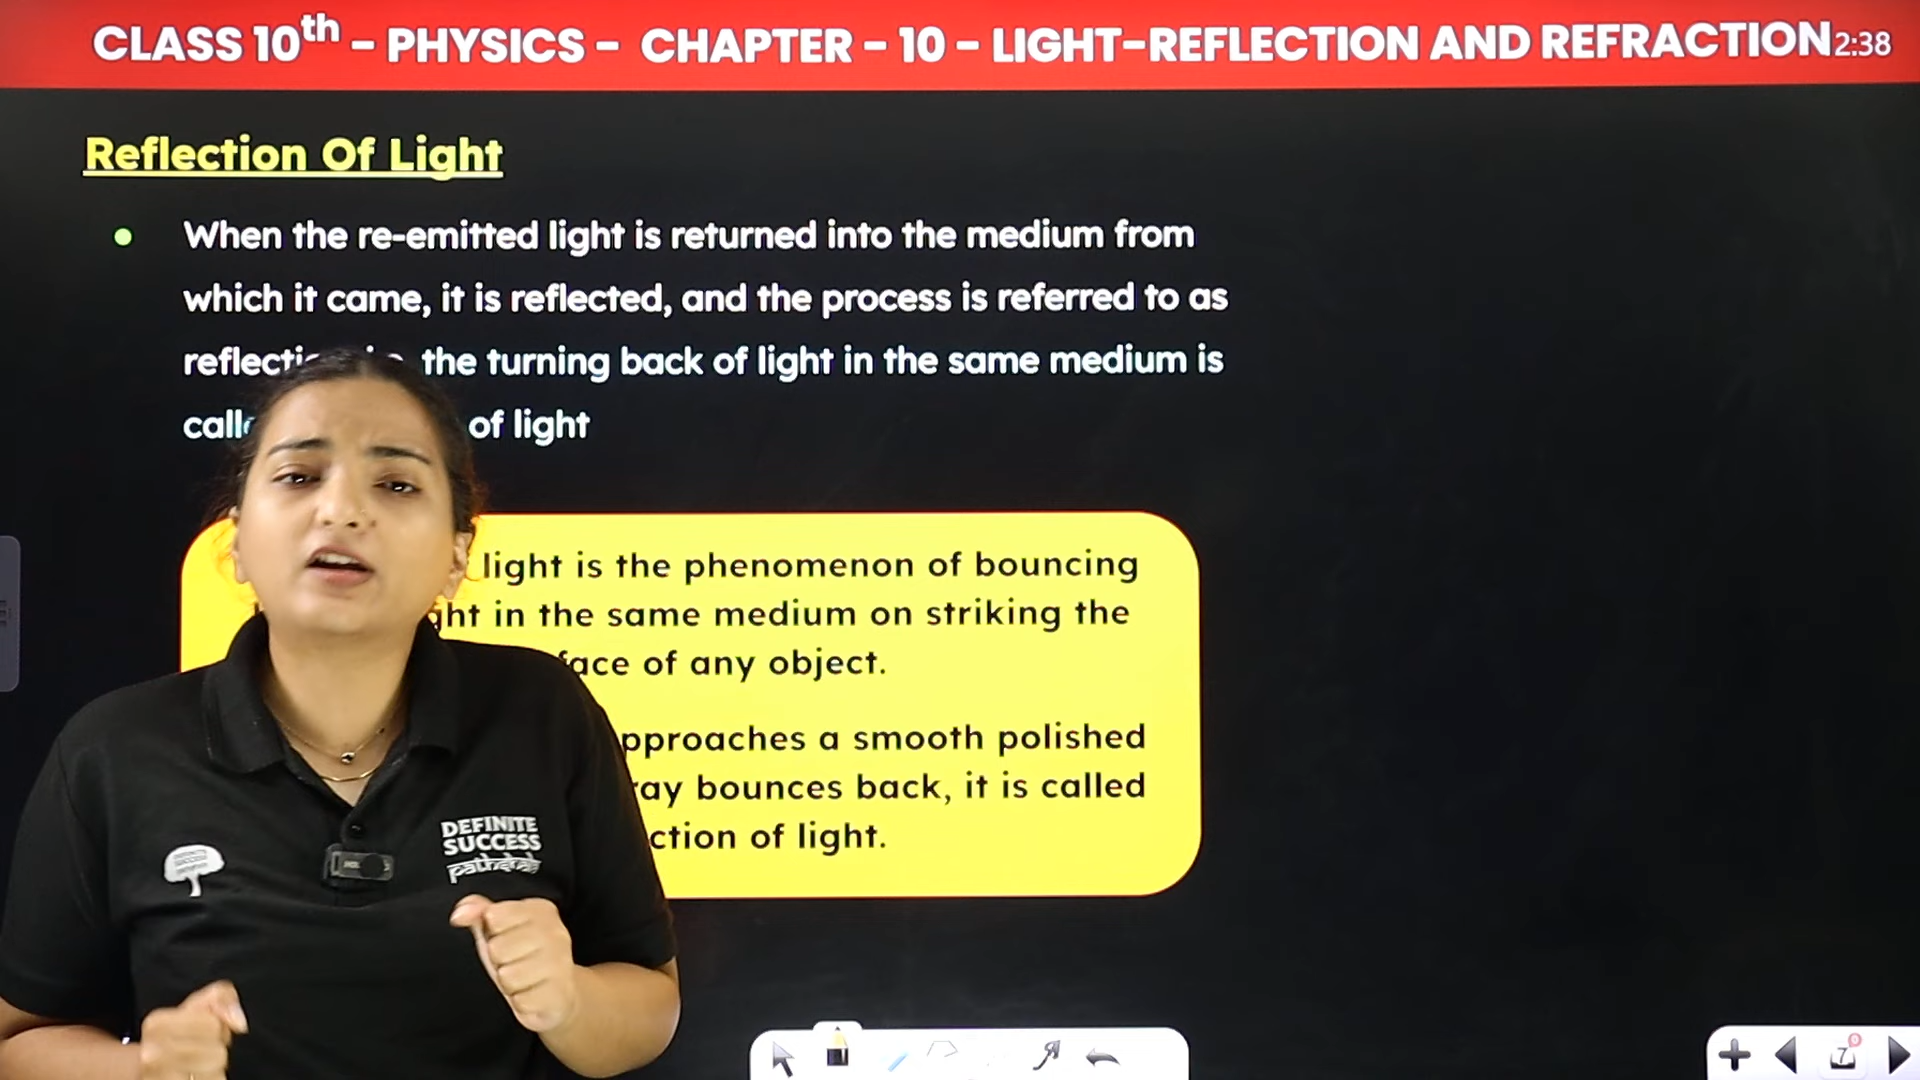 CLASS 10th - PHYSICS - CHAPTER - 10 - LIGHT-REFLECTION AND REFRACTION 2:38
Reflection Of Light
When the re-emitted light is returned into the medium from
which it came, it is reflected, and the process is referred to as
the turning back of light in the same medium is
of light
light is the phenomenon of bouncing
in the same medium on striking the
of any object.
a smooth polished
bounces back, it is called
of light.
DEFINITE
SUCCESS
pathshala
7